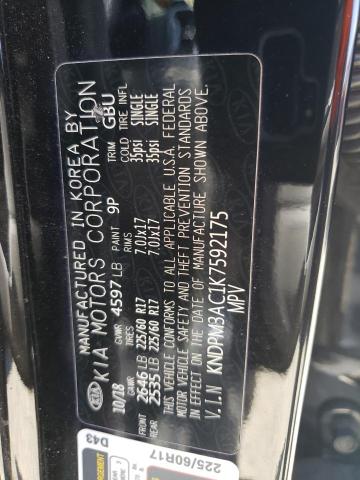 MANUFACTURED IN KOREA BY
KIA MOTORS CORPORATION
KIA
10/18 GVWR 4597 LB PAINT 9P TRIM GBU
GAWR TIRES RIMS COLD TIRE INFL
FRONT 2646 LB 225/60 R17 7.0Jx17 35psi SINGLE
REAR 2535 LB 225/60 R17 7.0Jx17 35psi SINGLE
THIS VEHICLE CONFORMS TO ALL APPLICABLE U.S.A. FEDERAL
MOTOR VEHICLE SAFETY AND THEFT PREVENTION STANDARDS
IN EFFECT ON THE DATE OF MANUFACTURE SHOWN ABOVE.
V.I.N KNDPM3AC1K7592175
MPV
D43
225/60R17